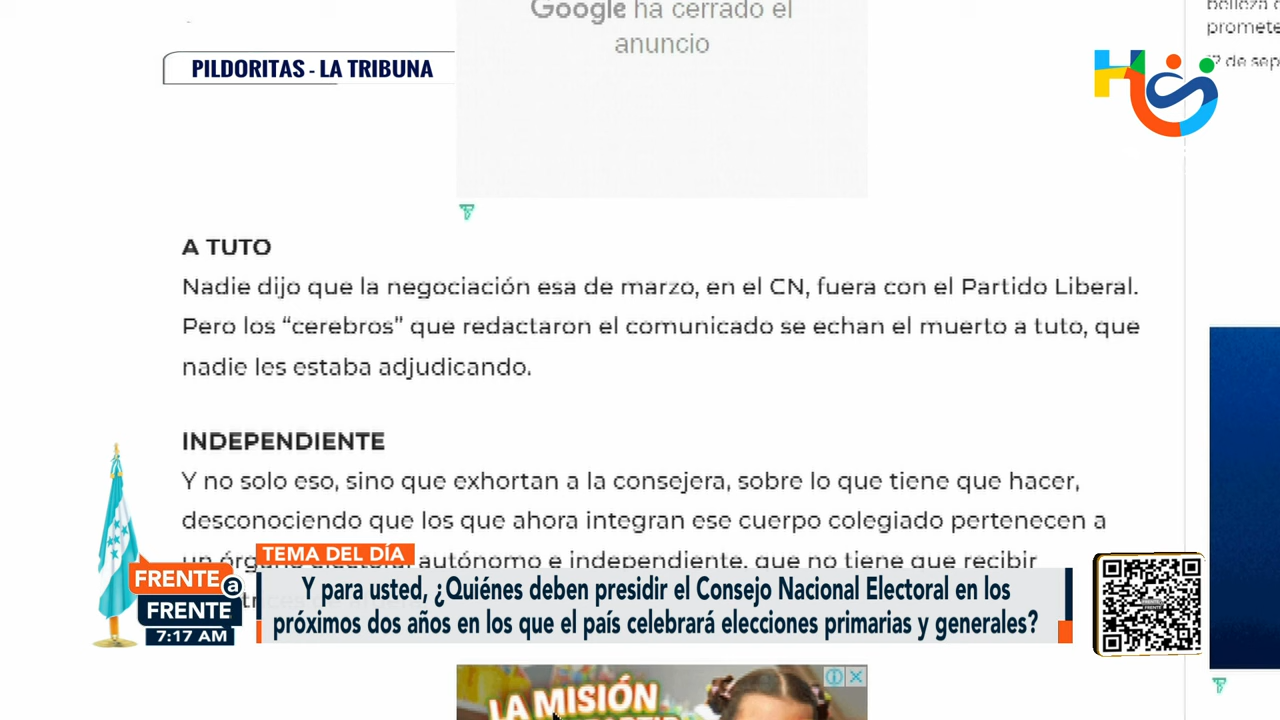 Google ha cerrado el
anuncio
belleza
promete
de sep
PILDORITAS - LA TRIBUNA
A TUTO
Nadie dijo que la negociación esa de marzo, en el CN, fuera con el Partido Liberal.
Pero los “cerebros” que redactaron el comunicado se echan el muerto a tuto, que
nadie les estaba adjudicando.
INDEPENDIENTE
Y no solo eso, sino que exhortan a la consejera, sobre lo que tiene que hacer,
desconociendo que los que ahora integran ese cuerpo colegiado pertenecen a
un autónomo e independiente, que no tiene que recibir
TEMA DEL DÍA
Y para usted, ¿Quiénes deben presidir el Consejo Nacional Electoral en los
próximos dos años en los que el país celebrará elecciones primarias y generales?
FRENTE a
FRENTE
7:17 AM
LA MISIÓN